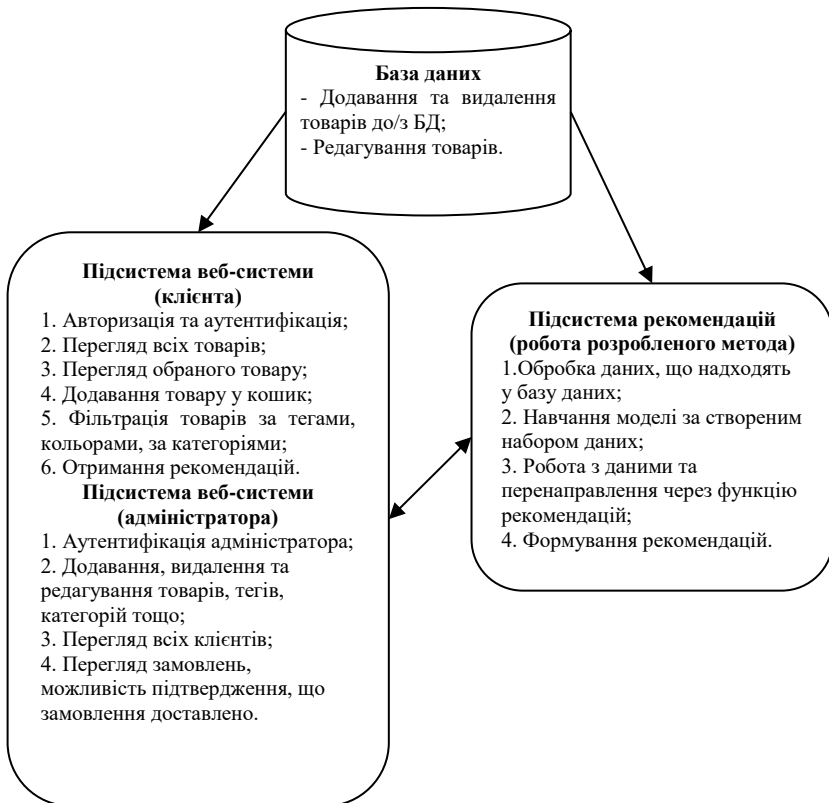 База даних
- Додавання та видалення
товарів до/з БД;
- Редагування товарів.
Підсистема веб-системи
(клієнта)
1. Авторизація та аутентифікація;
2. Перегляд всіх товарів;
3. Перегляд обраного товару;
4. Додавання товару у кошик;
5. Фільтрація товарів за тегами,
кольорами, за категоріями;
6. Отримання рекомендацій.
Підсистема веб-системи
(адміністратора)
1. Аутентифікація адміністратора;
2. Додавання, видалення та
редагування товарів, тегів,
категорій тощо;
3. Перегляд всіх клієнтів;
4. Перегляд замовлень,
можливість підтвердження, що
замовлення доставлено.
Підсистема рекомендацій
(робота розробленого метода)
1.Обробка даних, що надходять
у базу даних;
2. Навчання моделі за створеним
набором даних;
3. Робота з даними та
перенаправлення через функцію
рекомендацій;
4. Формування рекомендацій.